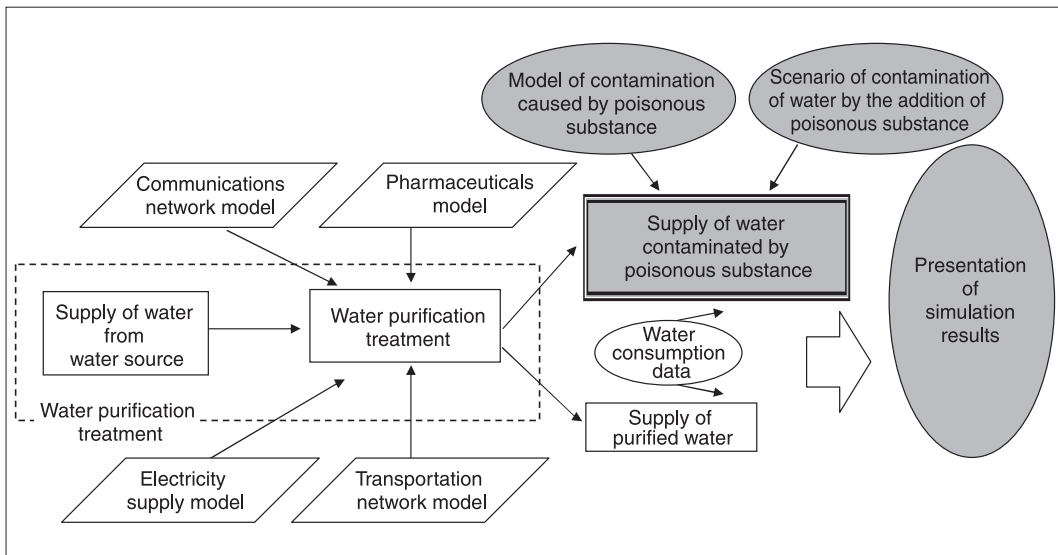 Model of contamination
caused by poisonous
substance
Scenario of contamination
of water by the addition of
poisonous substance
Communications
network model
Pharmaceuticals
model
Supply of water
contaminated by
poisonous substance
Presentation
of
simulation
results
Supply of water
from
water source
Water purification
treatment
Water
consumption
data
Water purification
treatment
Supply of
purified water
Electricity
supply model
Transportation
network model